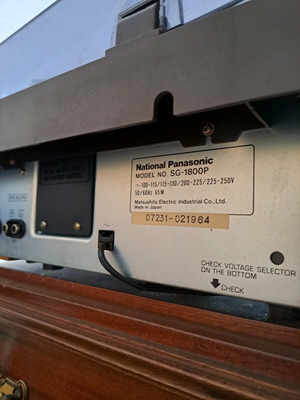 National Panasonic
MODEL NO. SG-1800P
~ 100-115/115-130/200-225/225-250V
50/60Hz 65W
Matsushita Electric Industrial Co., Ltd.
Made in Japan
07231-021964
CHECK VOLTAGE SELECTOR
ON THE BOTTOM
CHECK